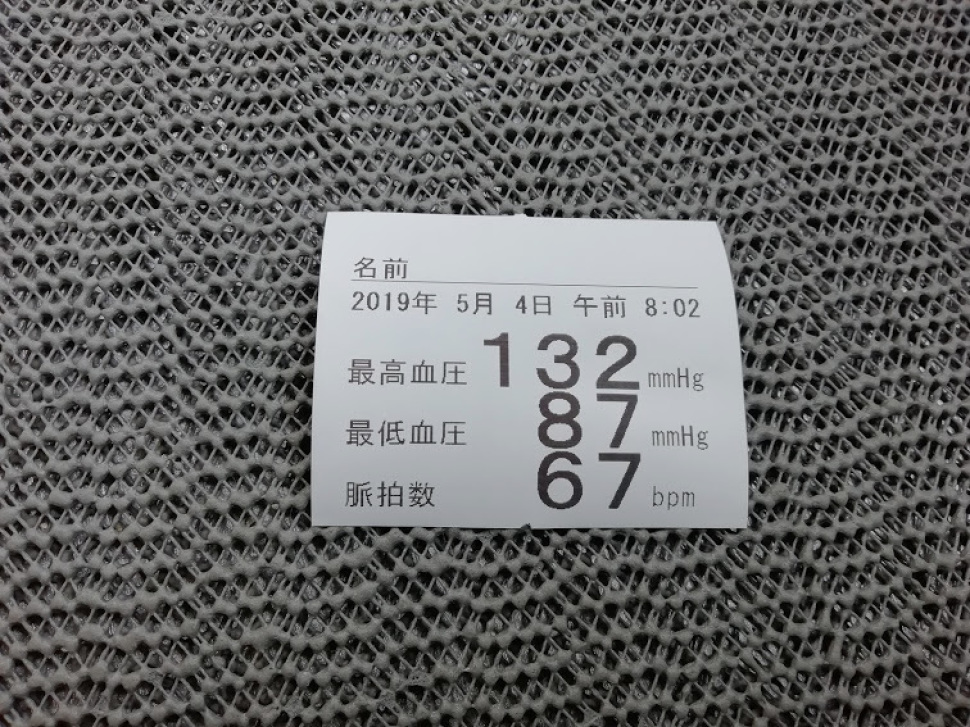 名前
2019年 5月 4日 午前 8:02
最高血圧 132 mmHg
最低血圧 87 mmHg
脈拍数 67 bpm